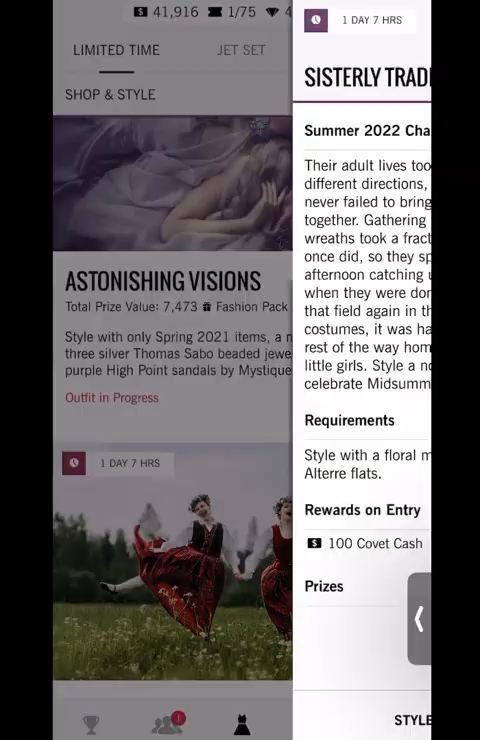 41,916 1/75 4
LIMITED TIME JET SET
SHOP & STYLE
ASTONISHING VISIONS
Total Prize Value: 7,473 Fashion Pack
Style with only Spring 2021 items, a n
three silver Thomas Sabo beaded jewe
purple High Point sandals by Mystique
Outfit in Progress
1 DAY 7 HRS
1 DAY 7 HRS
SISTERLY TRADI
Summer 2022 Cha
Their adult lives too
different directions,
never failed to bring
together. Gathering
wreaths took a fract
once did, so they sp
afternoon catching u
when they were don
that field again in th
costumes, it was ha
rest of the way hom
little girls. Style a no
celebrate Midsumm
Requirements
Style with a floral m
Alterre flats.
Rewards on Entry
100 Covet Cash
Prizes
STYLE